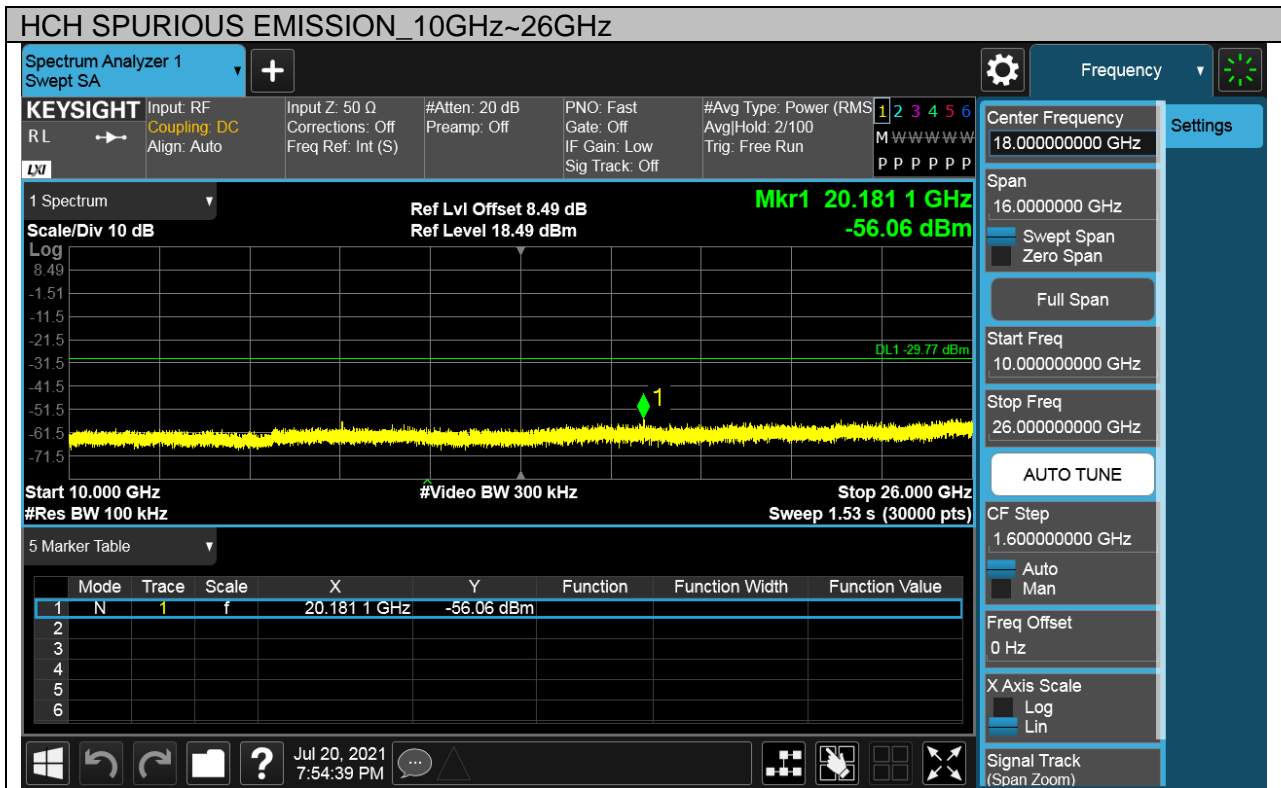 HCH SPURIOUS EMISSION_10GHz~26GHz
Spectrum Analyzer 1
Swept SA
Frequency
KEYSIGHT
RL
LXI
Input: RF
Coupling: DC
Align: Auto
Input Z: 50 Ω
Corrections: Off
Freq Ref: Int (S)
#Atten: 20 dB
Preamp: Off
PNO: Fast
Gate: Off
IF Gain: Low
Sig Track: Off
#Avg Type: Power (RMS
Avg|Hold: 2/100
Trig: Free Run
1 2 3 4 5 6
M W W W W W
P P P P P P
1 Spectrum
Scale/Div 10 dB
Ref Lvl Offset 8.49 dB
Ref Level 18.49 dBm
Mkr1 20.181 1 GHz
-56.06 dBm
Log
8.49
-1.51
-11.5
-21.5
-31.5
-41.5
-51.5
-61.5
-71.5
DL1 -29.77 dBm
1
Start 10.000 GHz
#Video BW 300 kHz
Stop 26.000 GHz
#Res BW 100 kHz
Sweep 1.53 s (30000 pts)
5 Marker Table
Mode Trace Scale X Y Function Function Width Function Value
1 N 1 f 20.181 1 GHz -56.06 dBm
2
3
4
5
6
Jul 20, 2021
7:54:39 PM
Settings
Center Frequency
18.000000000 GHz
Span
16.0000000 GHz
Swept Span
Zero Span
Full Span
Start Freq
10.000000000 GHz
Stop Freq
26.000000000 GHz
AUTO TUNE
CF Step
1.600000000 GHz
Auto
Man
Freq Offset
0 Hz
X Axis Scale
Log
Lin
Signal Track
(Span Zoom)